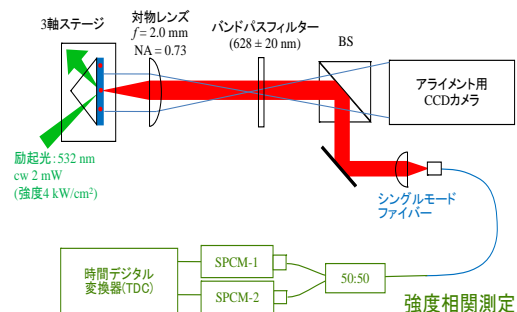 3軸ステージ
対物レンズ
f = 2.0 mm
NA = 0.73
バンドパスフィルター
(628 ± 20 nm)
BS
アライメント用
CCDカメラ
励起光：532 nm
cw 2 mW
(強度4 kW/cm²)
シングルモード
ファイバー
時間デジタル
変換器(TDC)
SPCM-1
SPCM-2
50:50
強度相関測定